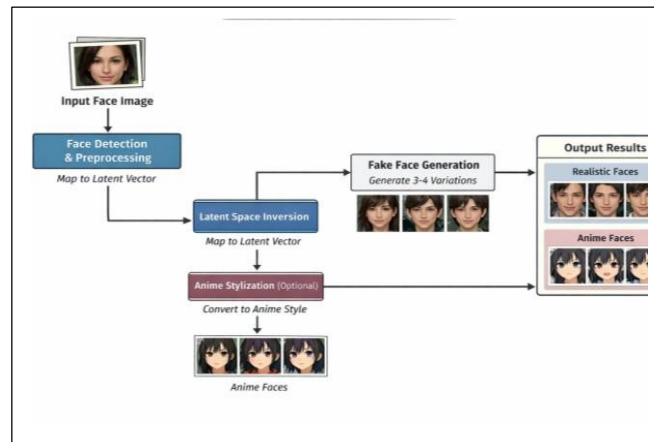 Input Face Image
Face Detection
& Preprocessing
Map to Latent Vector
Latent Space Inversion
Map to Latent Vector
Fake Face Generation
Generate 3-4 Variations
Anime Stylization (Optional)
Convert to Anime Style
Anime Faces
Output Results
Realistic Faces
Anime Faces